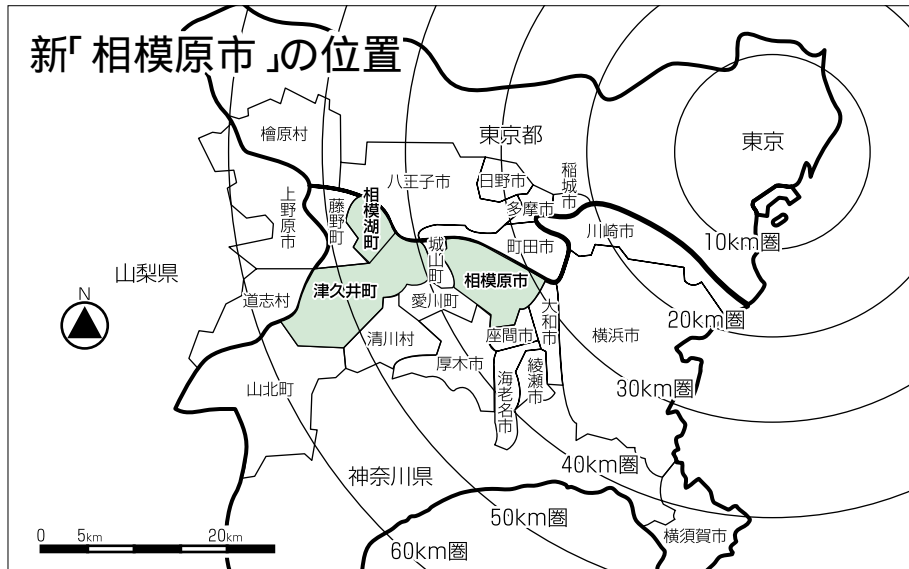 新「相模原市」の位置
東京都
東京
檜原村
八王子市
日野市
稲城市
多摩市
川崎市
上野原市
藤野町
相模湖町
城山町
町田市
10km圏
山梨県
津久井町
相模原市
道志村
愛川町
大和市
20km圏
N
清川村
座間市
横浜市
厚木市
山北町
海老名市
綾瀬市
30km圏
神奈川県
40km圏
50km圏
横須賀市
60km圏
0 5km 20km